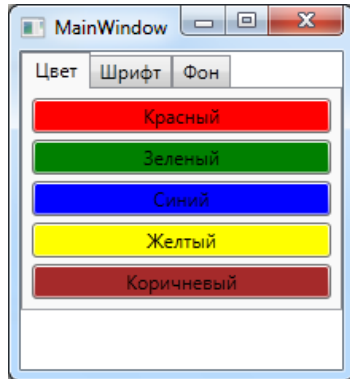 MainWindow
Цвет Шрифт Фон
Красный
Зеленый
Синий
Желтый
Коричневый